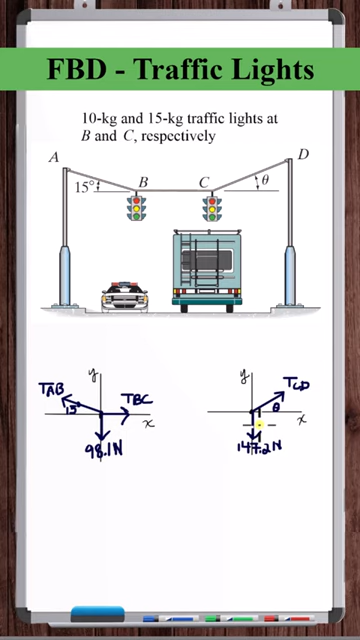 FBD - Traffic Lights
10-kg and 15-kg traffic lights at
B and C, respectively
A
D
15°
B
C
θ
y
TAB
15°
TBC
x
98.1N
y
TCD
θ
x
147.2N